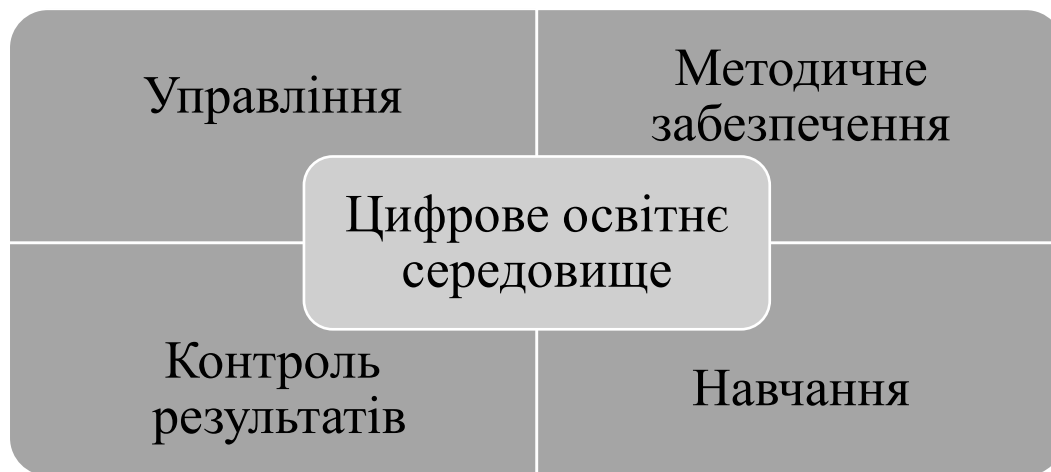 Управління
Методичне
забезпечення
Цифрове освітнє
середовище
Контроль
результатів
Навчання